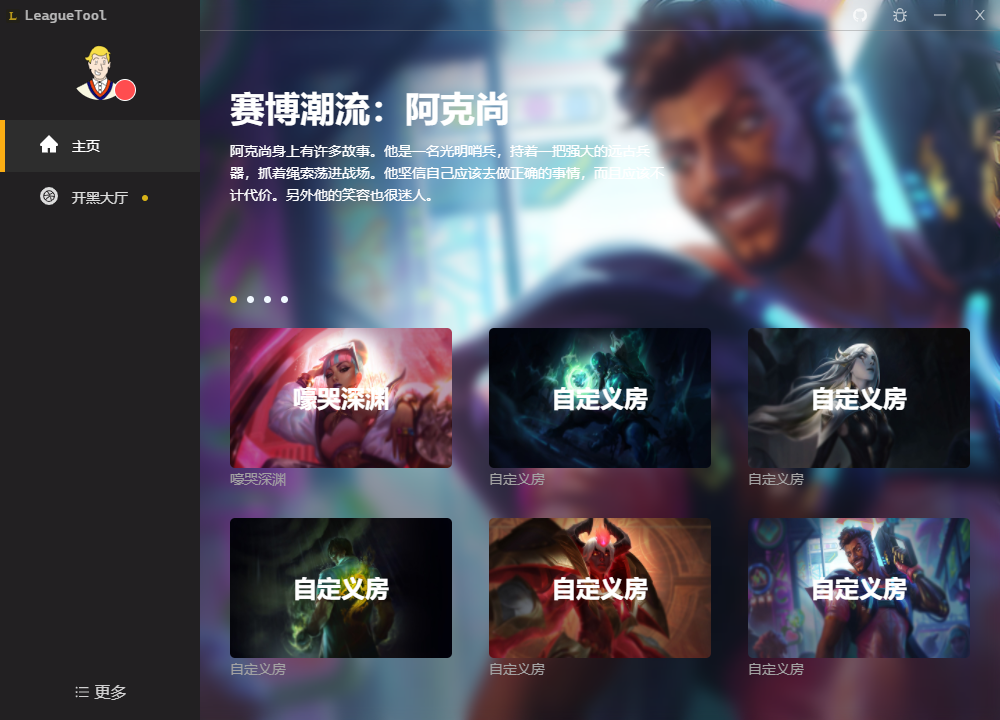 L LeagueTool
主页
开黑大厅
更多
赛博潮流：阿克尚
阿克尚身上有许多故事。他是一名光明哨兵，持着一把强大的远古兵
器，抓着绳索荡进战场。他坚信自己应该去做正确的事情，而且应该不
计代价。另外他的笑容也很迷人。
嚎哭深渊
自定义房
自定义房
嚎哭深渊
自定义房
自定义房
自定义房
自定义房
自定义房
自定义房
自定义房
自定义房